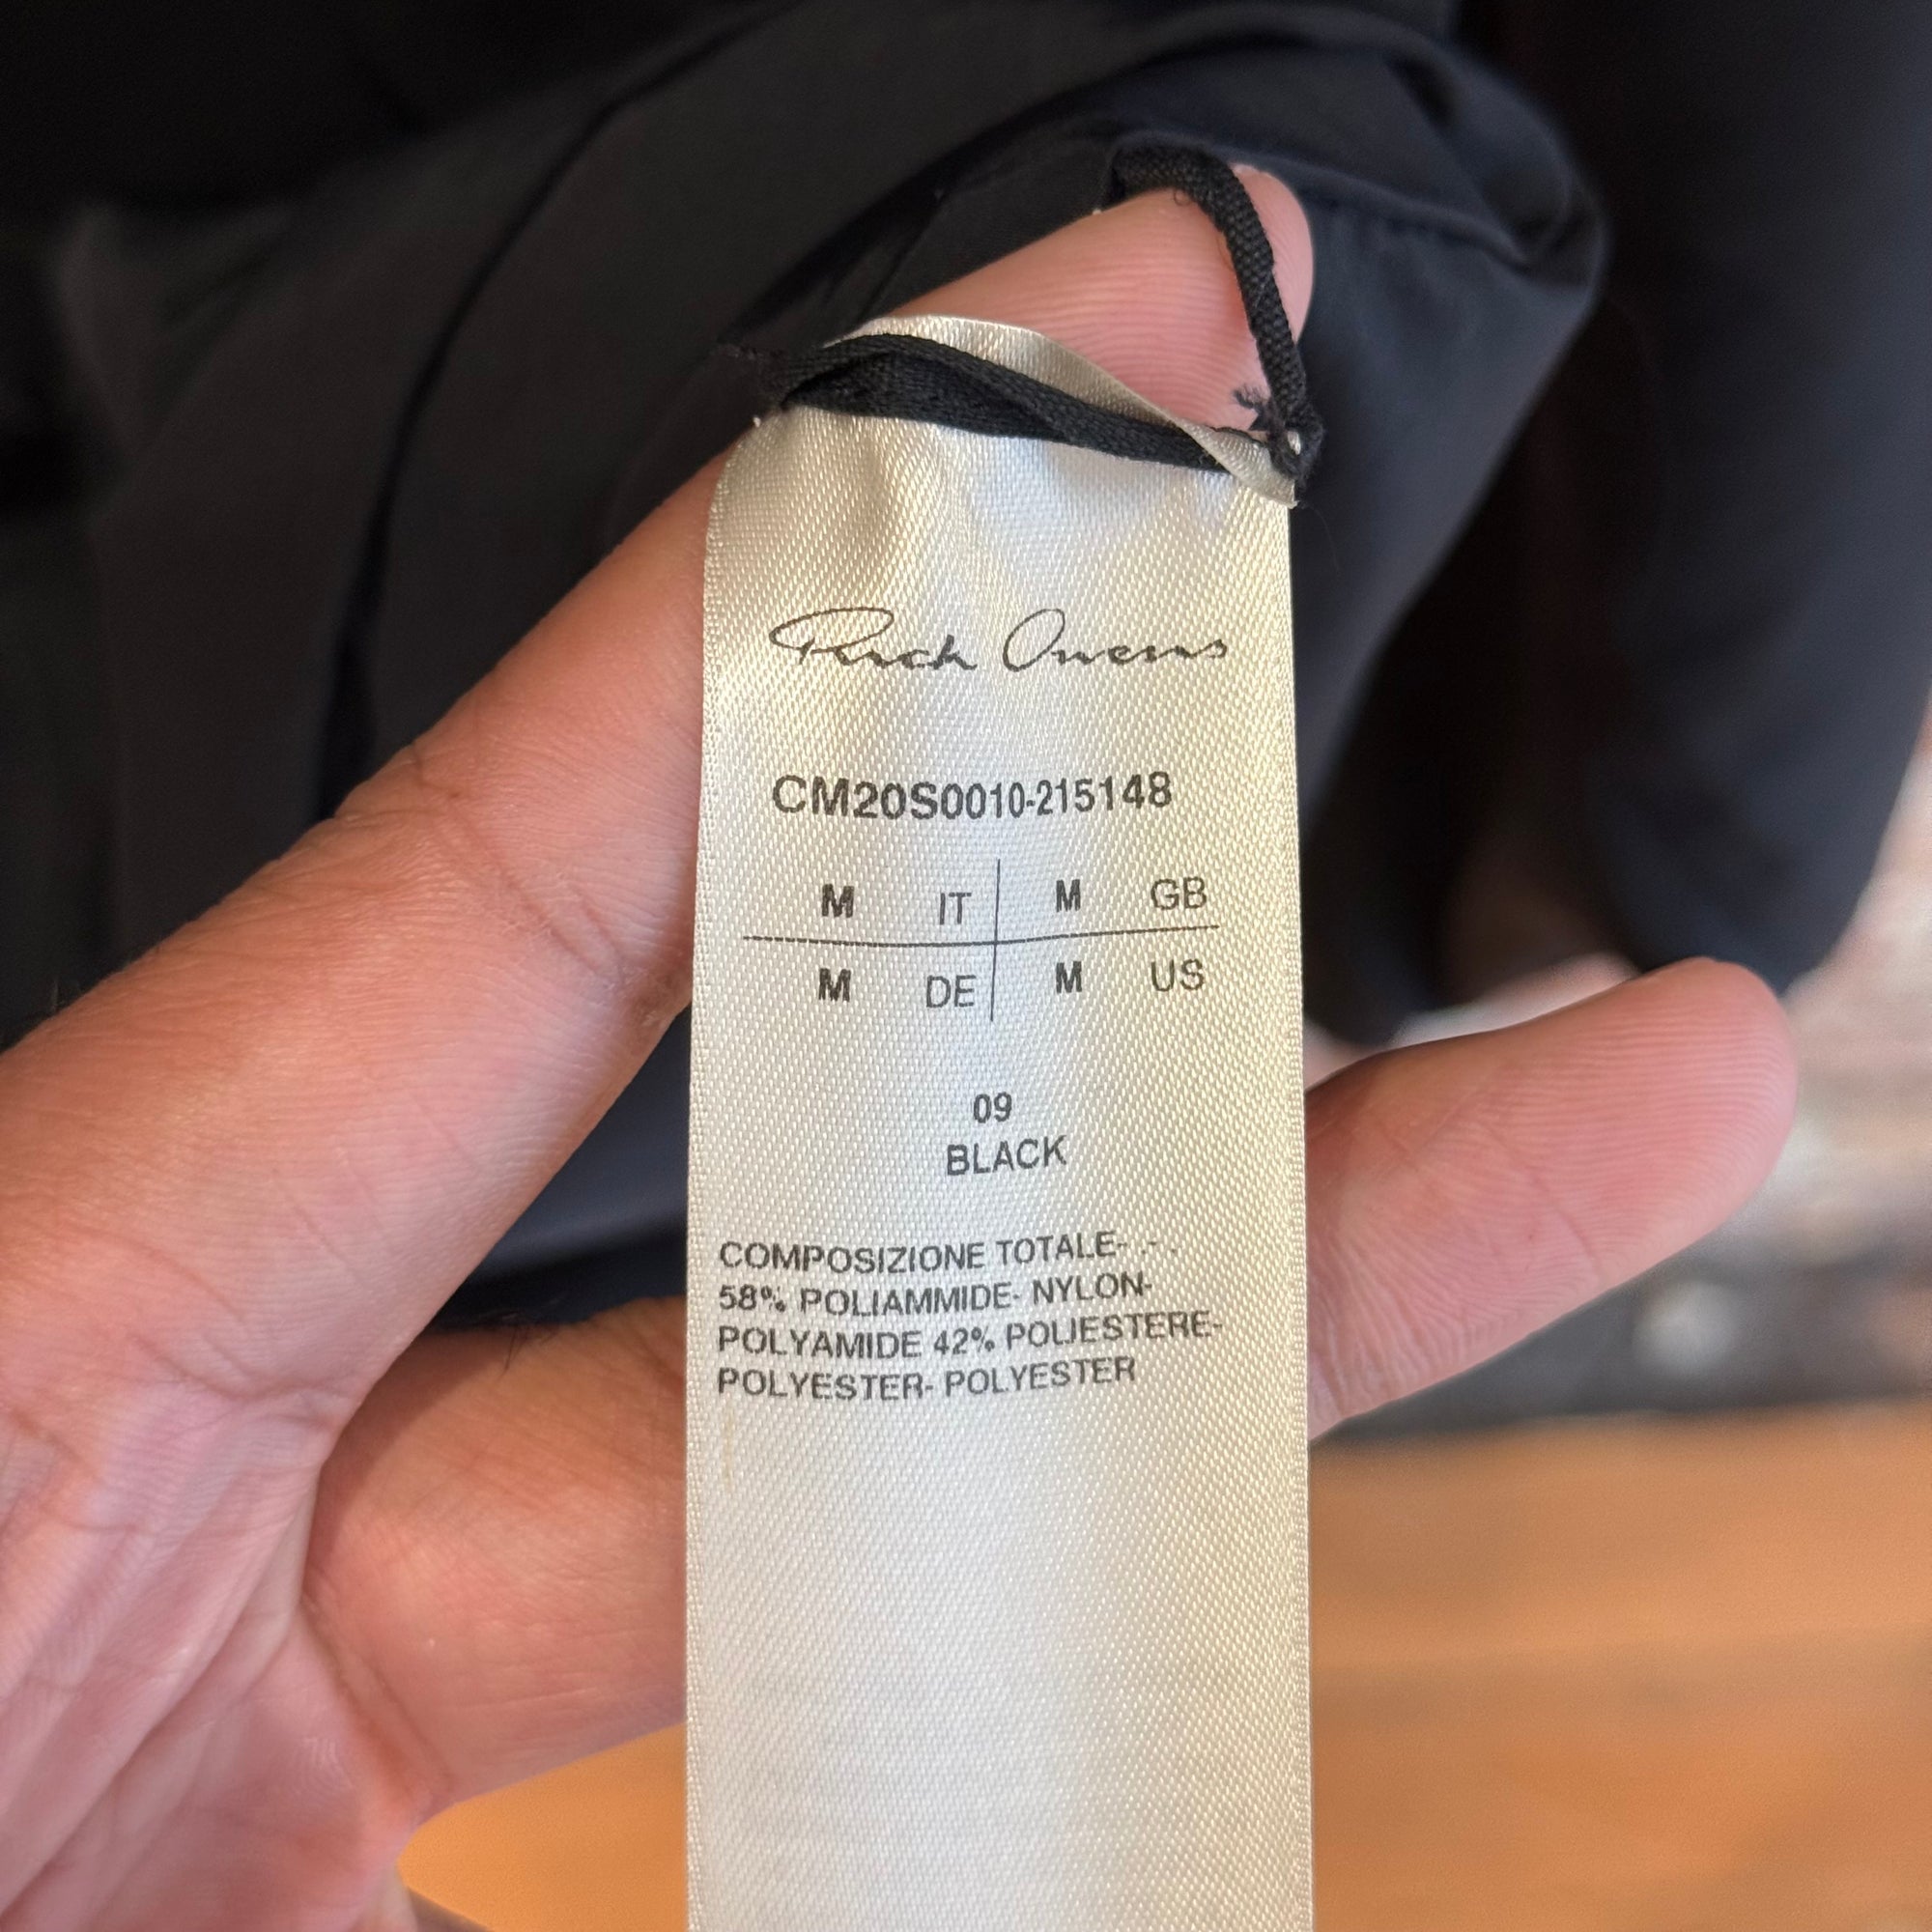 Rick Owens
CM20S0010-215148
M IT M GB
M DE M US
09
BLACK
COMPOSIZIONE TOTALE- .- .
58% POLIAMMIDE- NYLON-
POLYAMIDE 42% POLIESTERE-
POLYESTER- POLYESTER